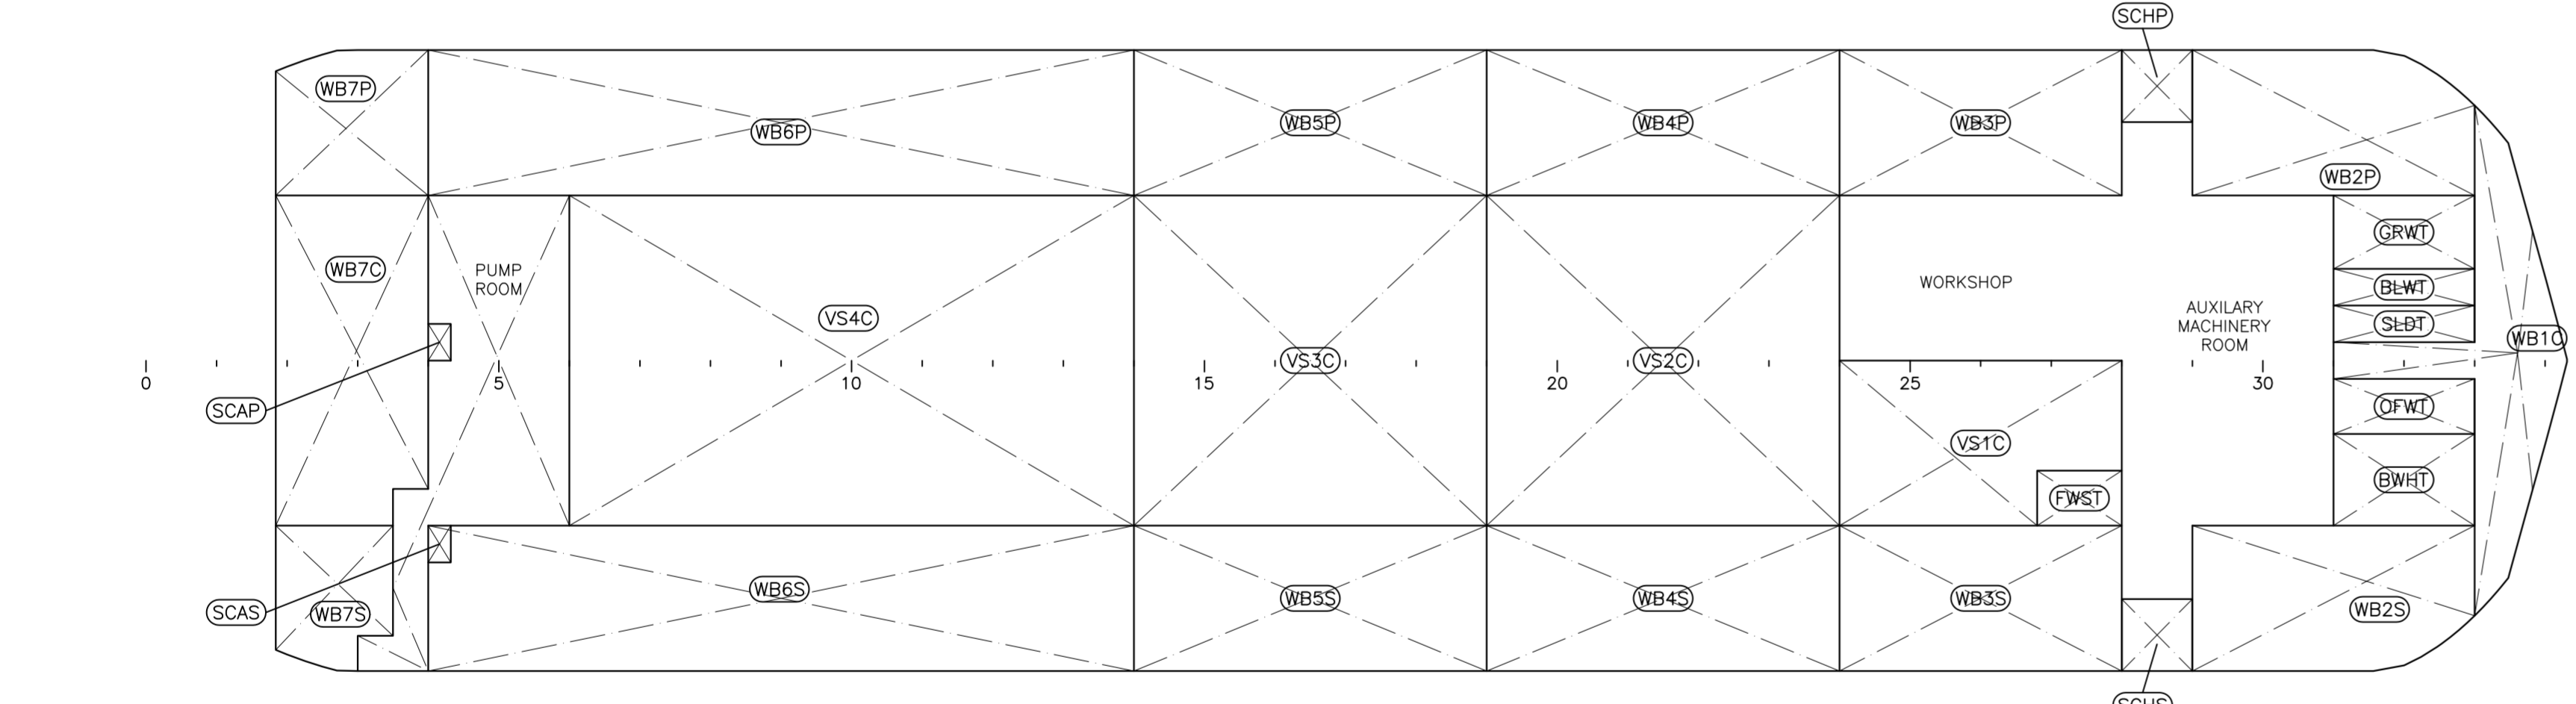 SCHP
WB7P
WB6P
WB5P
WB4P
WB3P
WB2P
GRWT
WB7C
PUMP
ROOM
BLWT
WORKSHOP
AUXILARY
MACHINERY
ROOM
VS4C
SLDT
WB1C
VS3C
VS2C
0
5
10
15
20
25
30
SCAP
OFWT
VS1C
BWHT
FWST
WB6S
WB5S
WB4S
WB3S
WB2S
SCAS
WB7S
SCHS